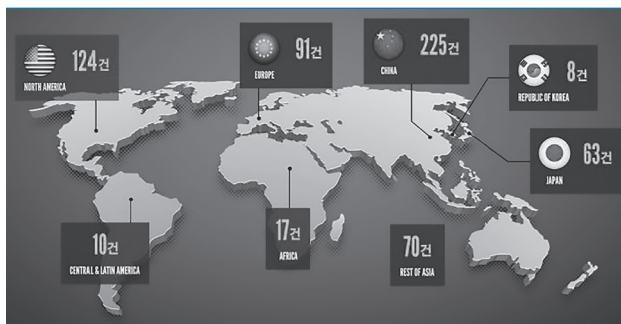 124건
NORTH AMERICA
91건
EUROPE
225건
CHINA
8건
REPUBLIC OF KOREA
63건
JAPAN
10건
CENTRAL & LATIN AMERICA
17건
AFRICA
70건
REST OF ASIA